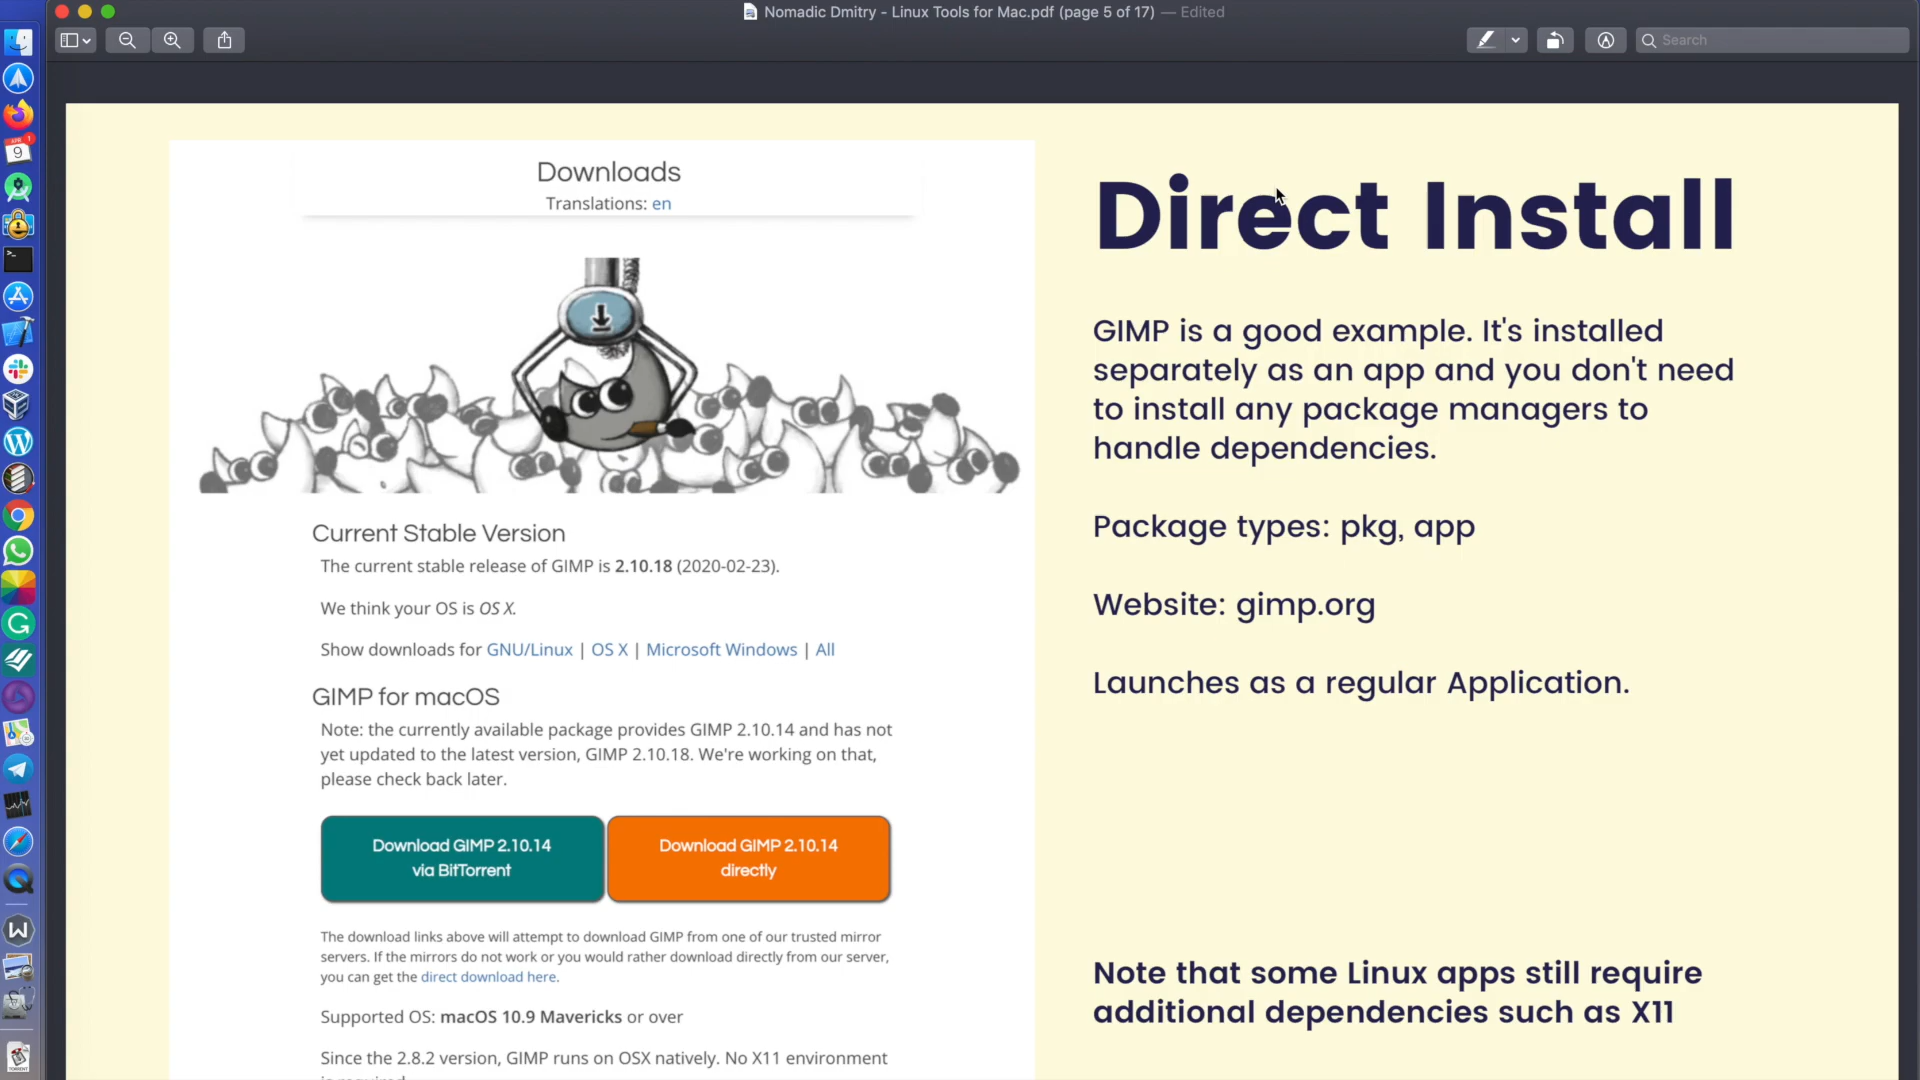 Nomadic Dmitry - Linux Tools for Mac.pdf (page 5 of 17) — Edited
Search
Downloads
Translations: en
Current Stable Version
The current stable release of GIMP is 2.10.18 (2020-02-23).
We think your OS is OS X.
Show downloads for GNU/Linux | OS X | Microsoft Windows | All
GIMP for macOS
Note: the currently available package provides GIMP 2.10.14 and has not
yet updated to the latest version, GIMP 2.10.18. We're working on that,
please check back later.
Download GIMP 2.10.14
via BitTorrent
Download GIMP 2.10.14
directly
The download links above will attempt to download GIMP from one of our trusted mirror
servers. If the mirrors do not work or you would rather download directly from our server,
you can get the direct download here.
Supported OS: macOS 10.9 Mavericks or over
Since the 2.8.2 version, GIMP runs on OSX natively. No X11 environment
Direct Install
GIMP is a good example. It's installed
separately as an app and you don't need
to install any package managers to
handle dependencies.
Package types: pkg, app
Website: gimp.org
Launches as a regular Application.
Note that some Linux apps still require
additional dependencies such as X11